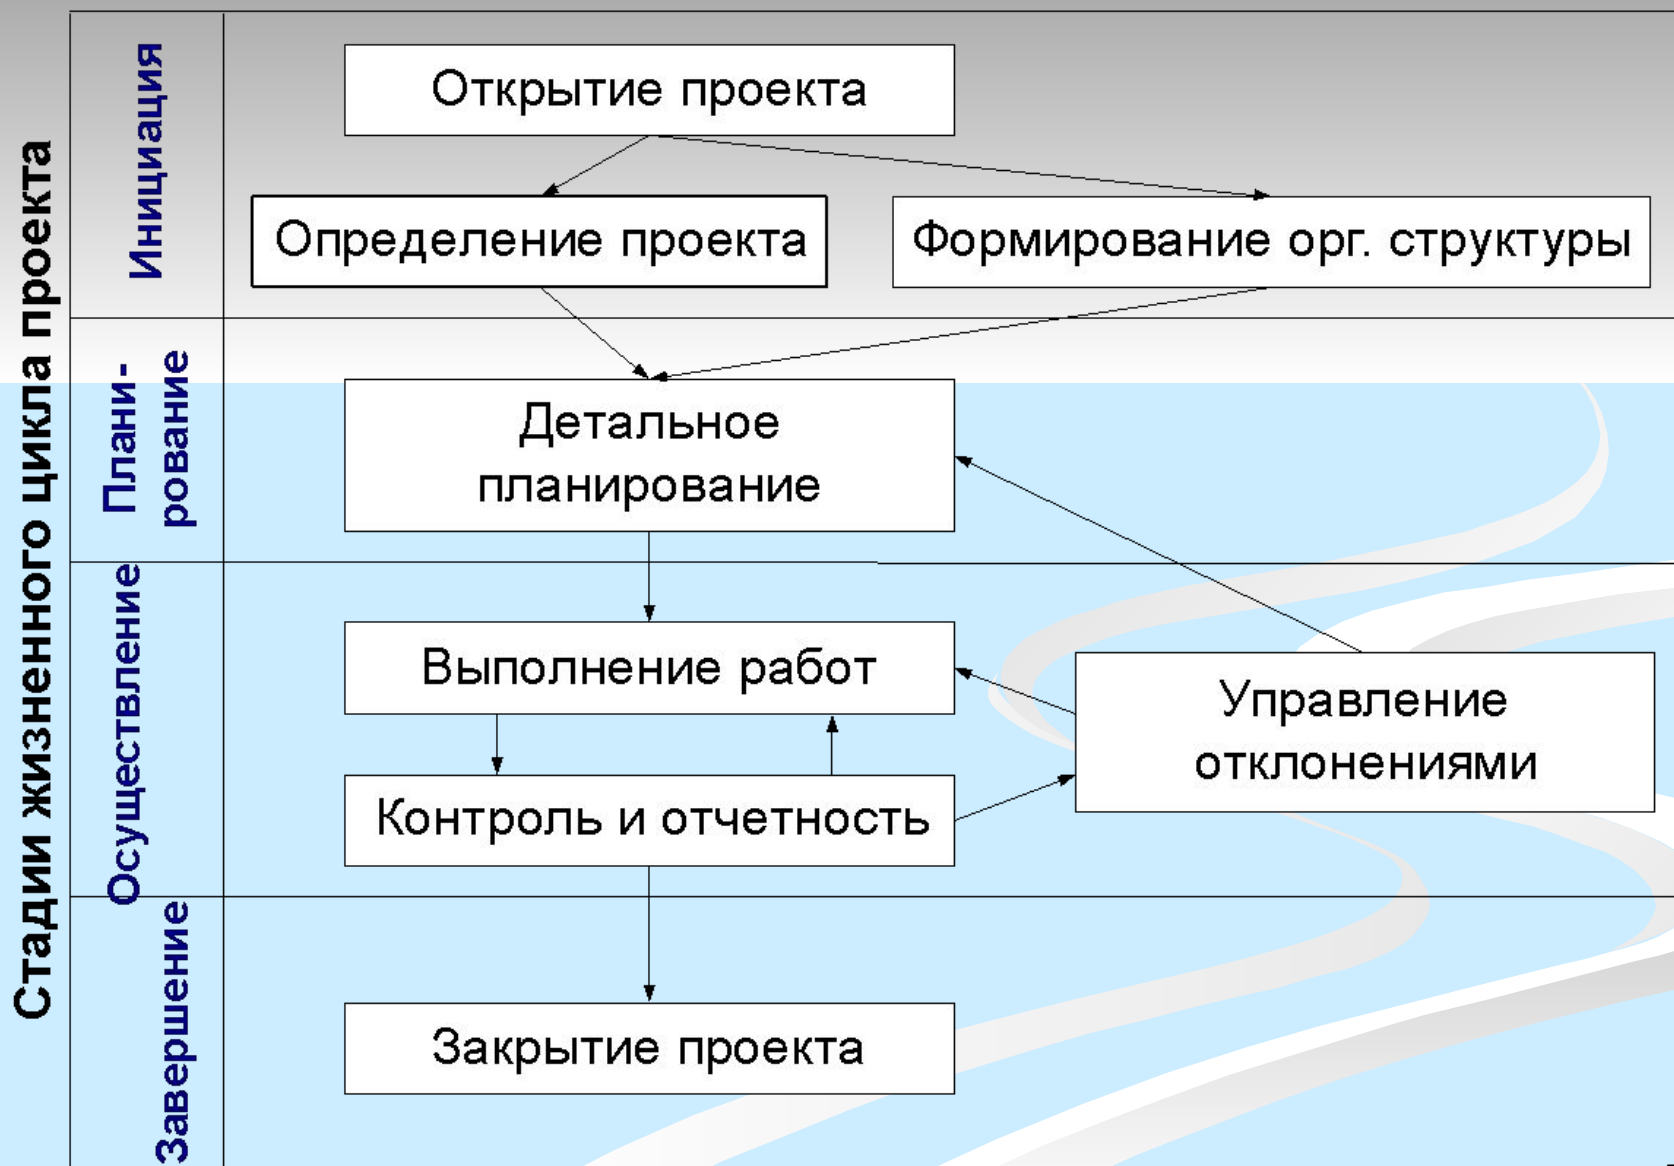 Стадии жизненного цикла проекта
Инициация
Открытие проекта
Определение проекта
Формирование орг. структуры
Плани-
рование
Детальное
планирование
Осуществление
Выполнение работ
Управление
отклонениями
Контроль и отчетность
Завершение
Закрытие проекта